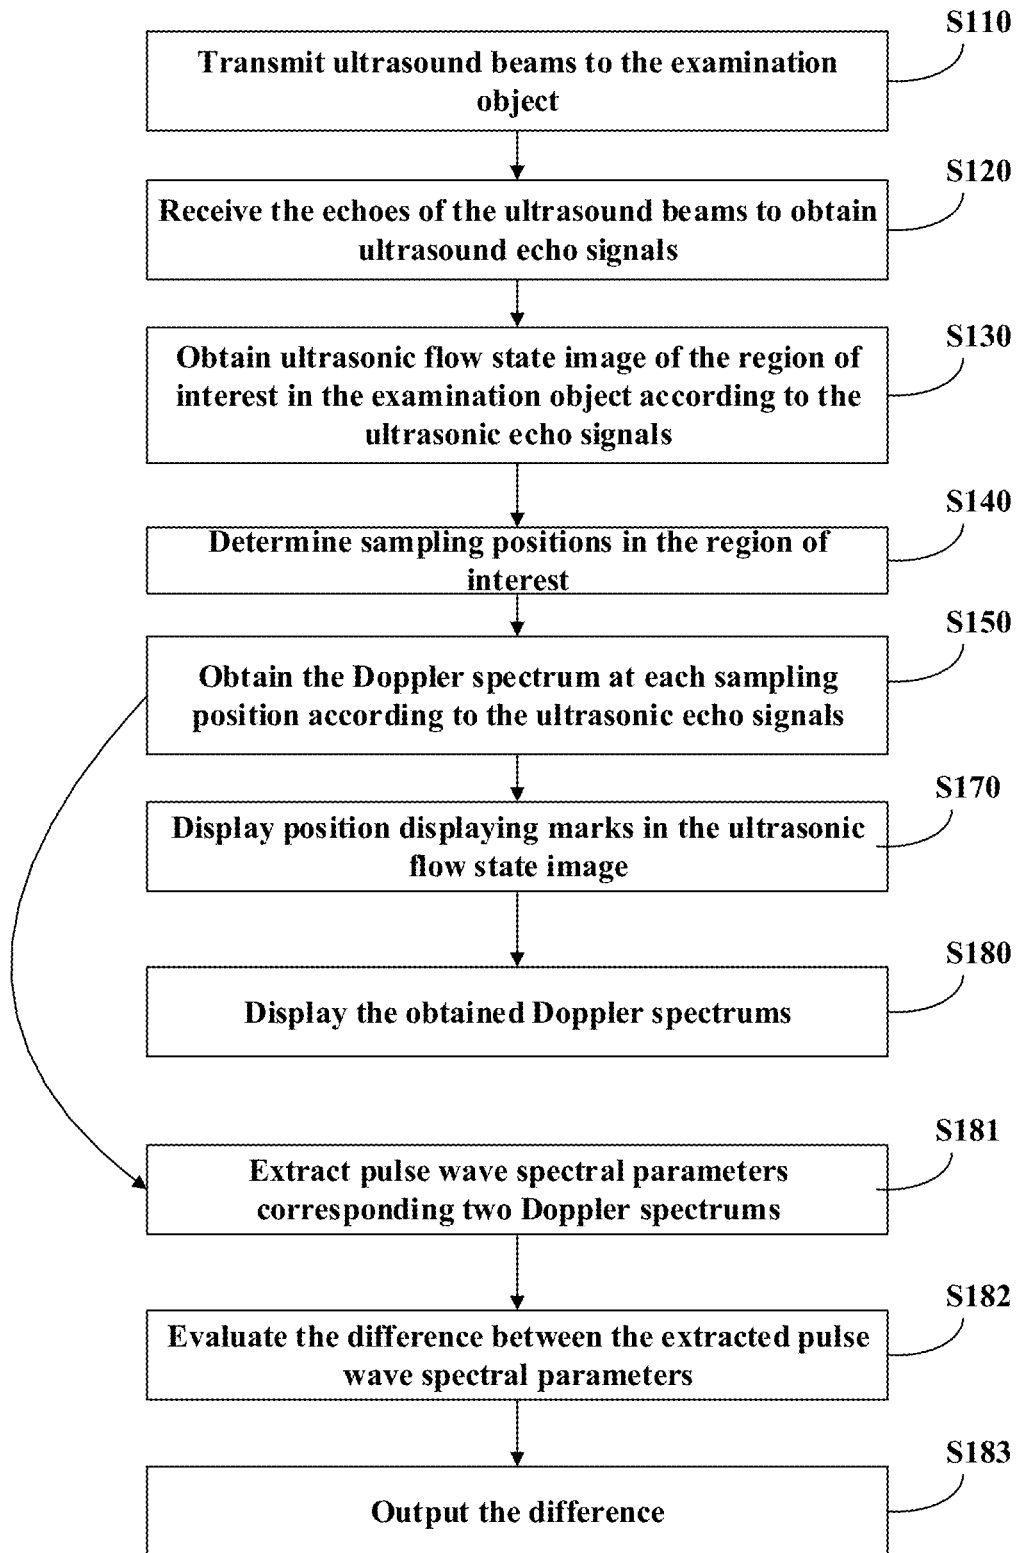 S110
Transmit ultrasound beams to the examination
object
S120
Receive the echoes of the ultrasound beams to obtain
ultrasound echo signals
S130
Obtain ultrasonic flow state image of the region of
interest in the examination object according to the
ultrasonic echo signals
S140
Determine sampling positions in the region of
interest
S150
Obtain the Doppler spectrum at each sampling
position according to the ultrasonic echo signals
S170
Display position displaying marks in the ultrasonic
flow state image
S180
Display the obtained Doppler spectrums
S181
Extract pulse wave spectral parameters
corresponding two Doppler spectrums
S182
Evaluate the difference between the extracted pulse
wave spectral parameters
S183
Output the difference